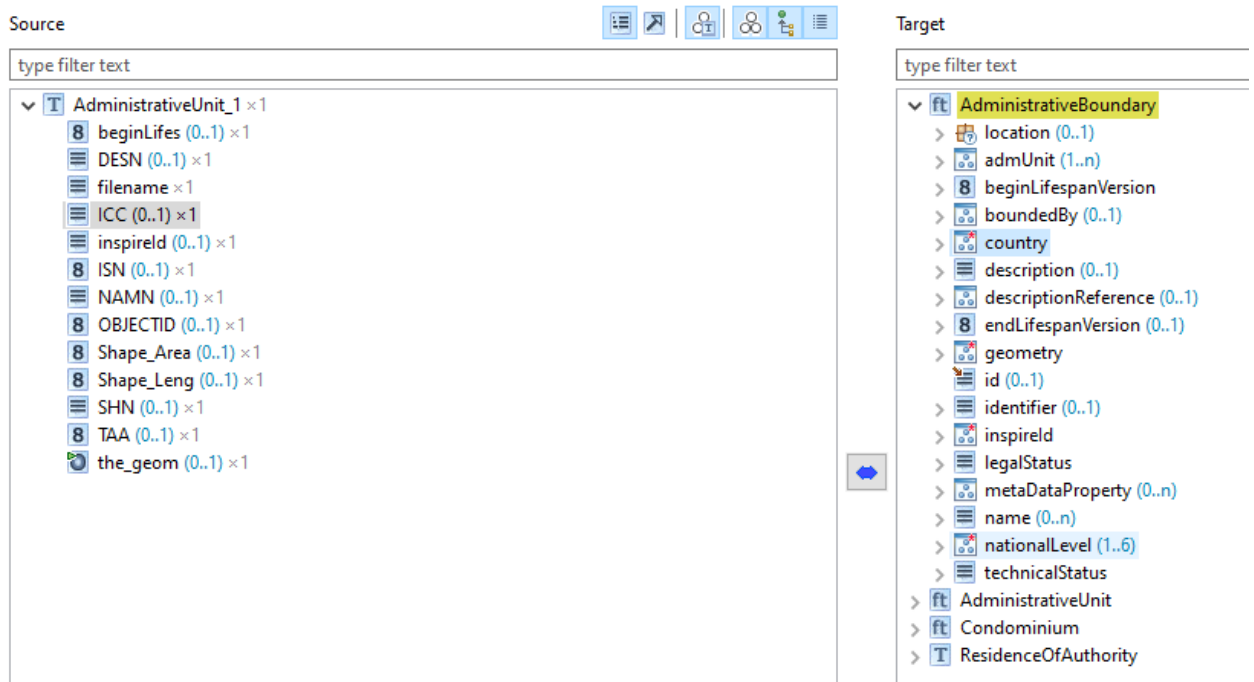 Source
type filter text
AdministrativeUnit_1 ×1
beginLifes (0..1) ×1
DESN (0..1) ×1
filename ×1
ICC (0..1) ×1
inspireId (0..1) ×1
ISN (0..1) ×1
NAMN (0..1) ×1
OBJECTID (0..1) ×1
Shape_Area (0..1) ×1
Shape_Leng (0..1) ×1
SHN (0..1) ×1
TAA (0..1) ×1
the_geom (0..1) ×1
Target
type filter text
AdministrativeBoundary
location (0..1)
admUnit (1..n)
beginLifespanVersion
boundedBy (0..1)
country
description (0..1)
descriptionReference (0..1)
endLifespanVersion (0..1)
geometry
id (0..1)
identifier (0..1)
inspireId
legalStatus
metaDataProperty (0..n)
name (0..n)
nationalLevel (1..6)
technicalStatus
AdministrativeUnit
Condominium
ResidenceOfAuthority